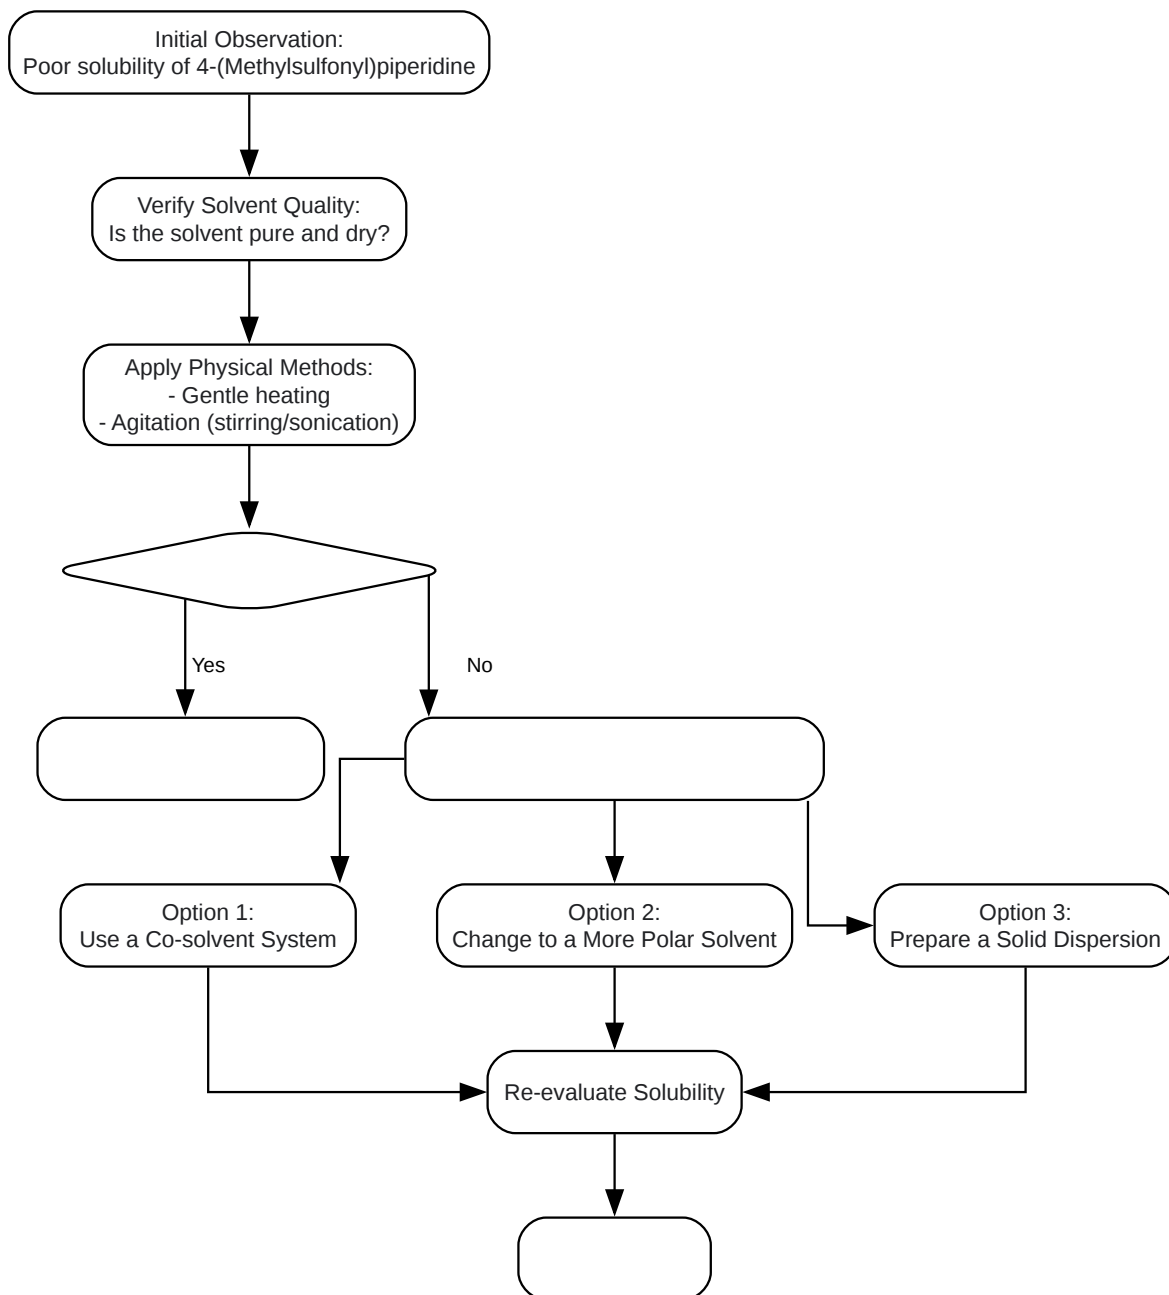 Initial Observation:
Poor solubility of 4-(Methylsulfonyl)piperidine
Verify Solvent Quality:
Is the solvent pure and dry?
Apply Physical Methods:
- Gentle heating
- Agitation (stirring/sonication)
Yes
No
Option 1:
Use a Co-solvent System
Option 2:
Change to a More Polar Solvent
Option 3:
Prepare a Solid Dispersion
Re-evaluate Solubility